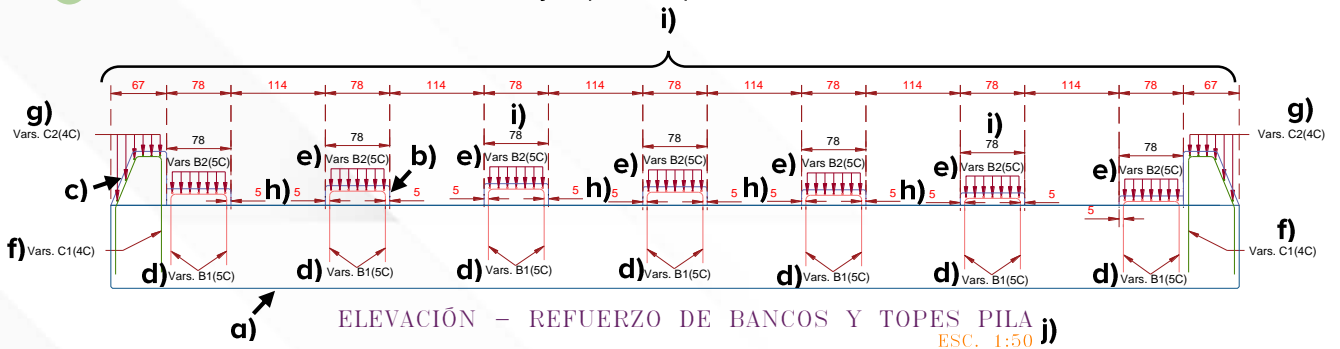 i)
67 78 114 78 114 78 114 78 114 78 114 78 114 78 67
g) i) i) g)
Vars. C2(4C) 78 78 78 78 78 78 78 Vars. C2(4C)
Vars B2(5C) e) Vars B2(5C) b) e) Vars B2(5C) e) Vars B2(5C) e) Vars B2(5C) e) Vars B2(5C) e) Vars B2(5C)
c) 5 h) 5 5 5 5 h) 5 5 h) 5 5 h) 5 5 5
f) Vars. C1(4C) f) Vars. C1(4C)
d) Vars. B1(5C) d) Vars. B1(5C) d) Vars. B1(5C) d) Vars. B1(5C) d) Vars. B1(5C) d) Vars. B1(5C) d) Vars. B1(5C)
a)
ELEVACIÓN – REFUERZO DE BANCOS Y TOPES PILA j)
ESC. 1:50